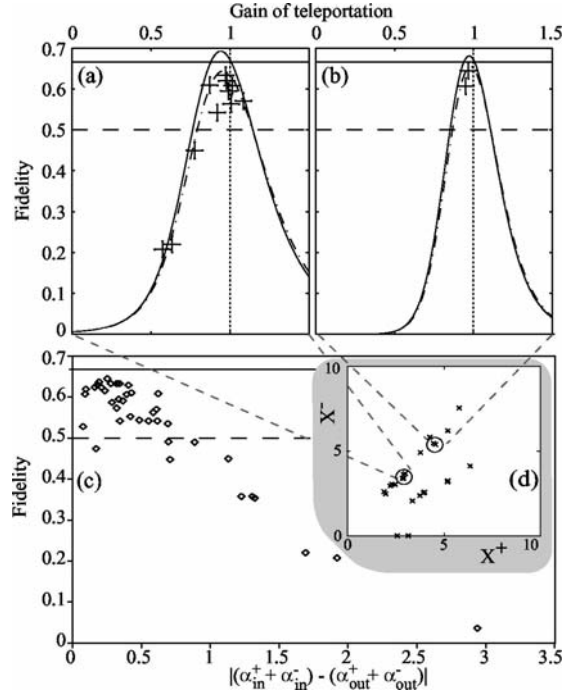 Gain of teleportation
0 0.5 1 0 0.5 1 1.5
0.7
0.6
0.5
0.4
0.3
0.2
0.1
0
Fidelity
(a)
(b)
0.7
0.6
0.5
0.4
0.3
0.2
0.1
0
Fidelity
(c)
10
5
0
X⁻
(d)
0 5 10
X⁺
0 0.5 1 1.5 2 2.5 3 3.5
|(α⁺in + α⁻in) - (α⁺out + α⁻out)|